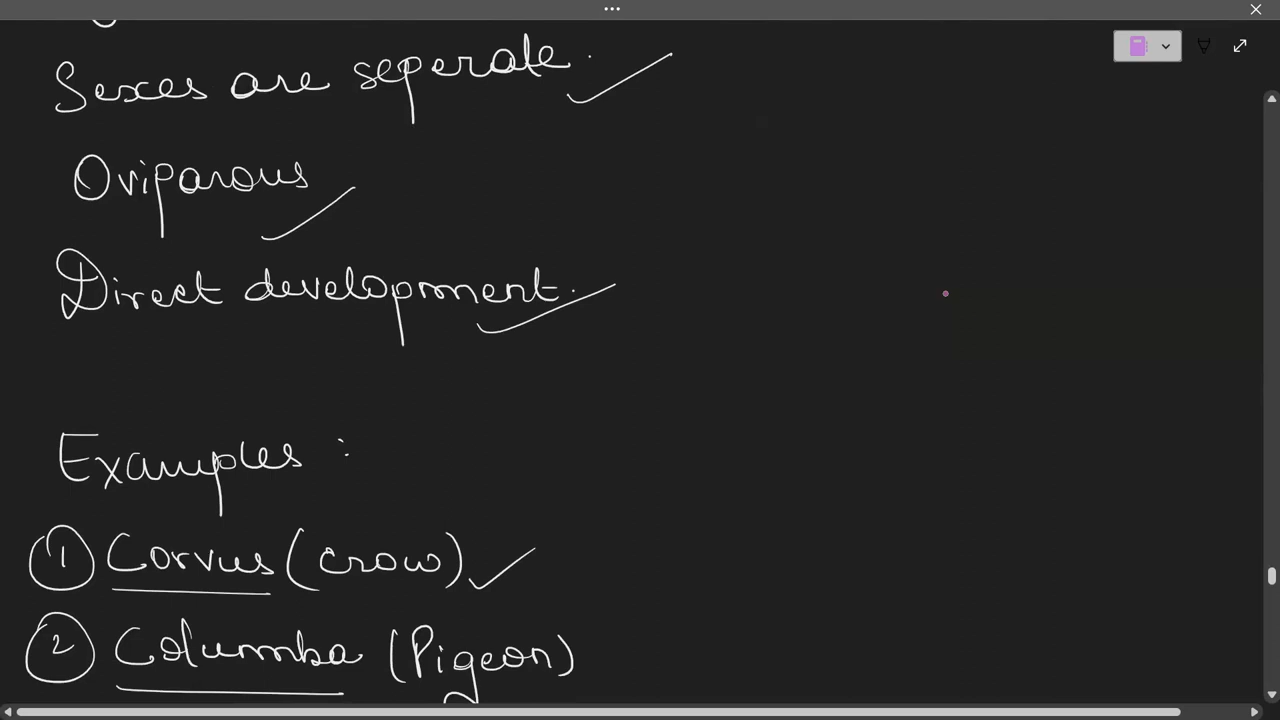 Sexes are seperate.
Oviparous
Direct development.
Examples :
① Corvus (crow)
② Columba (Pigeon)